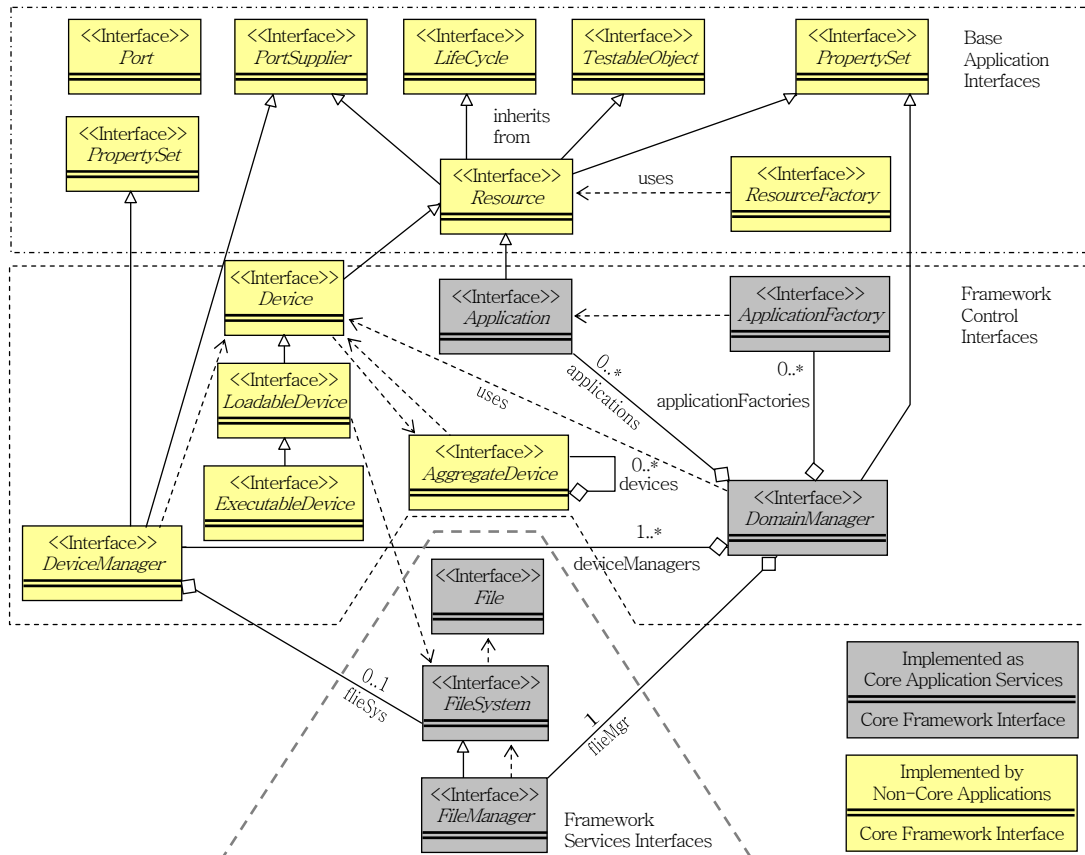 <<Interface>>
Port
<<Interface>>
PortSupplier
<<Interface>>
LifeCycle
<<Interface>>
TestableObject
<<Interface>>
PropertySet
Base
Application
Interfaces
inherits
from
<<Interface>>
PropertySet
<<Interface>>
Resource
uses
<<Interface>>
ResourceFactory
<<Interface>>
Device
<<Interface>>
Application
<<Interface>>
ApplicationFactory
Framework
Control
Interfaces
<<Interface>>
LoadableDevice
uses
0..*
applications
0..*
applicationFactories
<<Interface>>
ExecutableDevice
<<Interface>>
AggregateDevice
0..*
devices
<<Interface>>
DomainManager
<<Interface>>
DeviceManager
1..*
deviceManagers
<<Interface>>
File
0..1
flieSys
<<Interface>>
FileSystem
1
flieMgr
<<Interface>>
FileManager
Framework
Services Interfaces
Implemented as
Core Application Services
Core Framework Interface
Implemented by
Non-Core Applications
Core Framework Interface